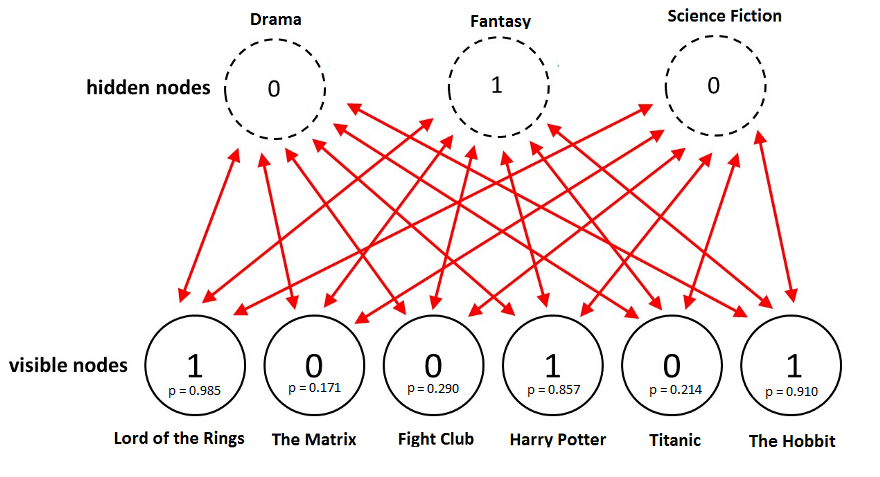 Drama Fantasy Science Fiction
hidden nodes 0 1 0
visible nodes 1 0 0 1 0 1
p = 0.985 p = 0.171 p = 0.290 p = 0.857 p = 0.214 p = 0.910
Lord of the Rings The Matrix Fight Club Harry Potter Titanic The Hobbit